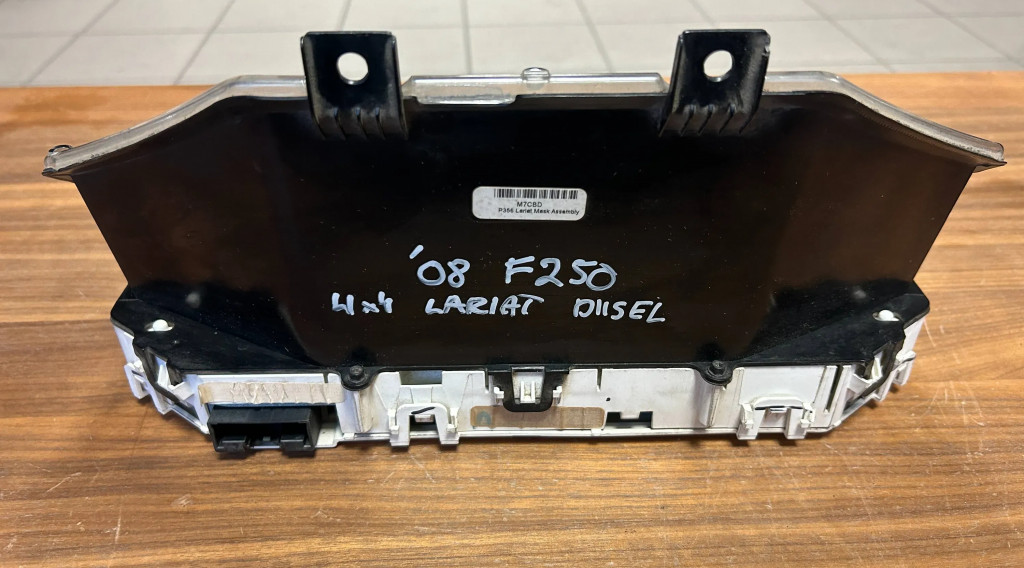 M7CBD
P356 Lariat Mask Assembly
'08 F250
4x4 LARIAT DIISEL